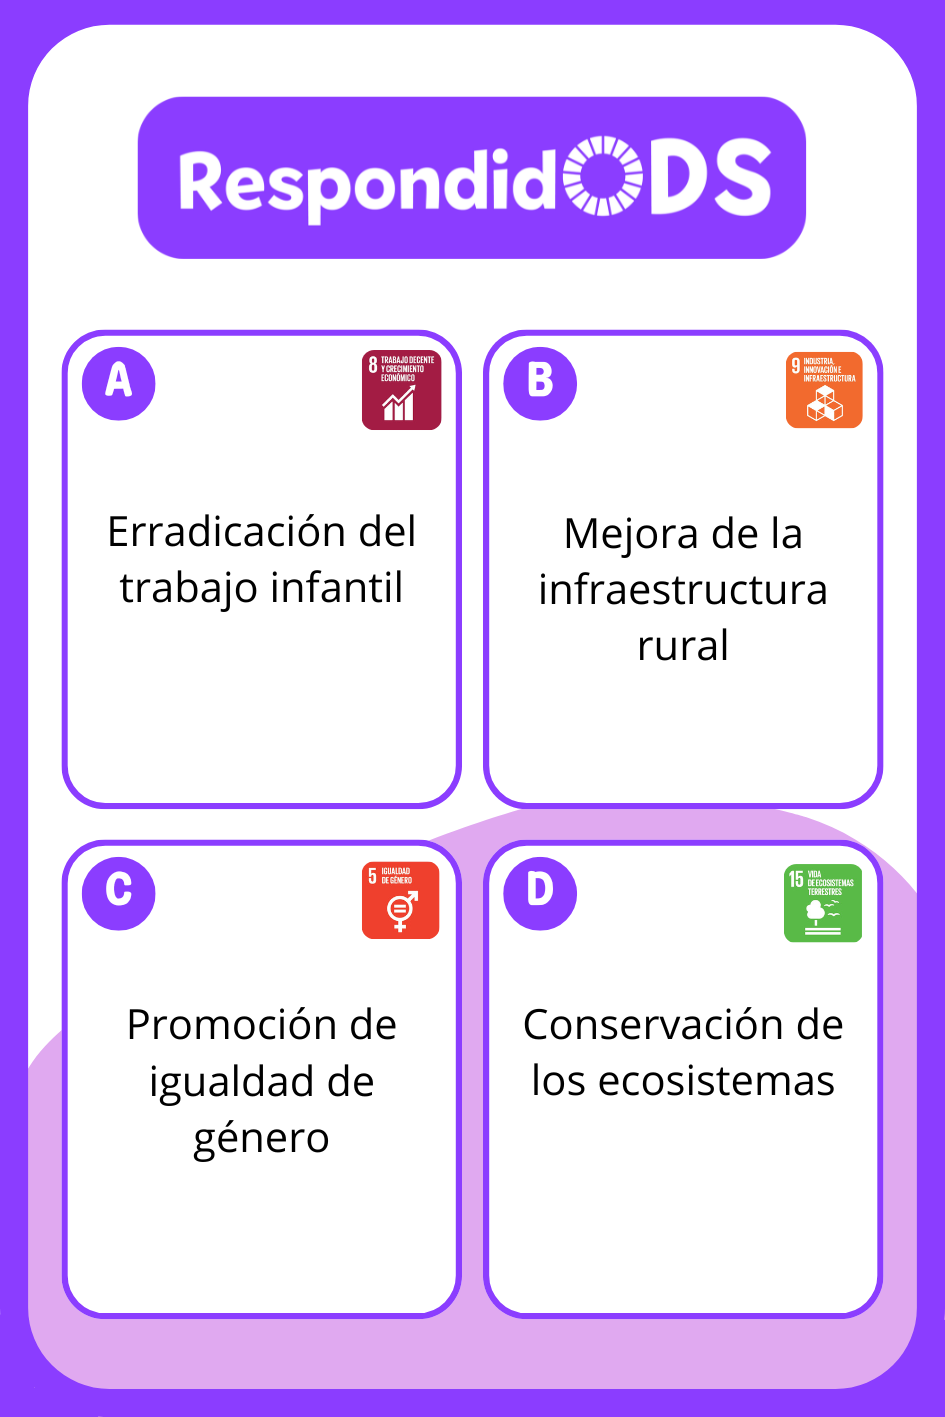 RespondidODS
A
8 TRABAJO DECENTE
Y CRECIMIENTO
ECONÓMICO
Erradicación del
trabajo infantil
B
9 INDUSTRIA,
INNOVACIÓN E
INFRAESTRUCTURA
Mejora de la
infraestructura
rural
C
5 IGUALDAD
DE GÉNERO
Promoción de
igualdad de
género
D
15 VIDA
DE ECOSISTEMAS
TERRESTRES
Conservación de
los ecosistemas